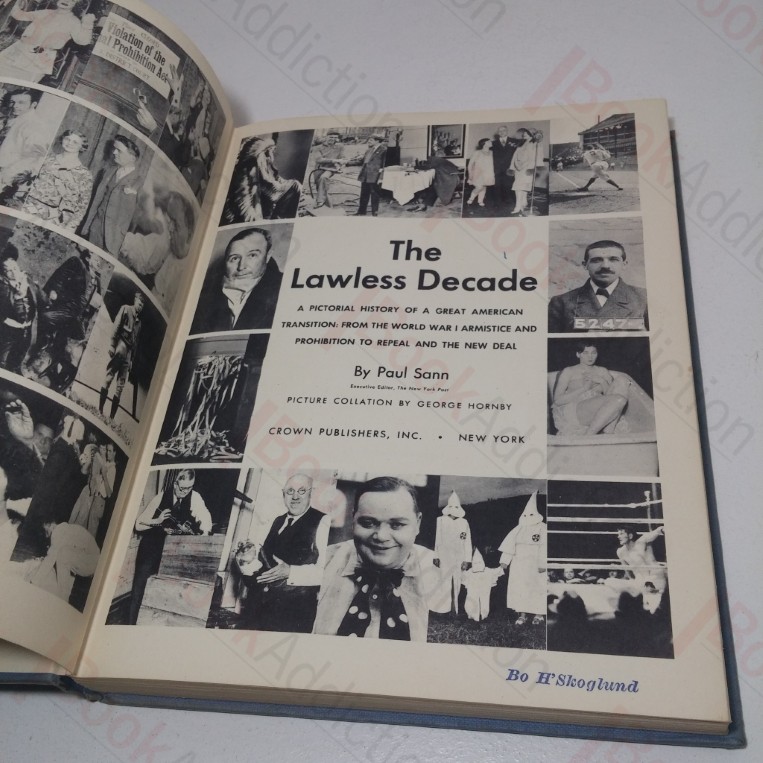 Violation of the
al Prohibition Act
The
Lawless Decade
A PICTORIAL HISTORY OF A GREAT AMERICAN
TRANSITION: FROM THE WORLD WAR I ARMISTICE AND
PROHIBITION TO REPEAL AND THE NEW DEAL
By Paul Sann
Executive Editor, The New York Post
PICTURE COLLATION BY GEORGE HORNBY
CROWN PUBLISHERS, INC. • NEW YORK
Bo H'Skoglund
BookAddiction